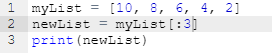 1 myList = [10, 8, 6, 4, 2]
2 newList = myList[:3]
3 print(newList)